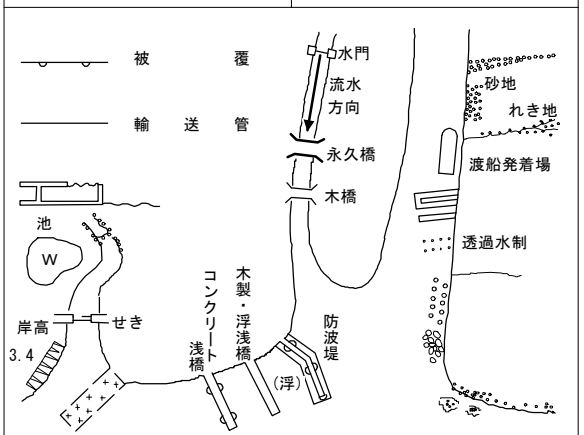 被覆
輸送管
水門
流水
方向
永久橋
木橋
砂地
れき地
渡船発着場
透過水制
池
W
岸高
3.4
せき
コンクリート
浅橋
木製・浮浅橋
(浮)
防波堤